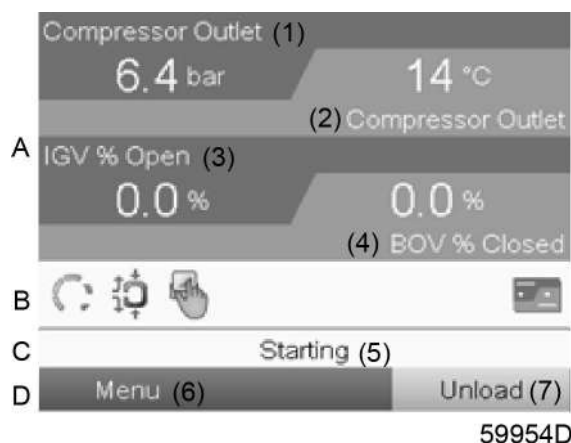 Compressor Outlet (1)
6.4 bar 14 °C
(2) Compressor Outlet
A
IGV % Open (3)
0.0 % 0.0 %
(4) BOV % Closed
B
C Starting (5)
D Menu (6) Unload (7)
59954D